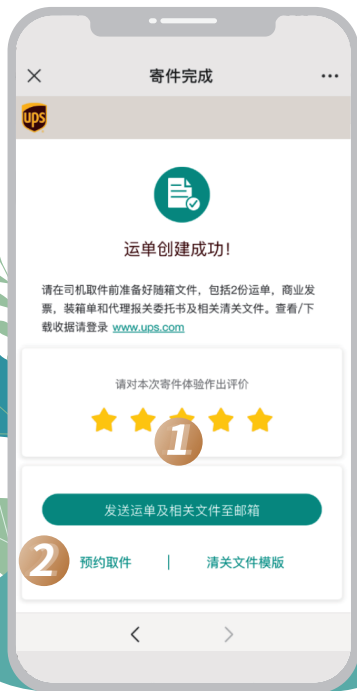 寄件完成
ups
运单创建成功!
请在司机取件前准备好随箱文件，包括2份运单，商业发
票，装箱单和代理报关委托书及相关清关文件。查看/下
载收据请登录 www.ups.com
请对本次寄件体验作出评价
1
发送运单及相关文件至邮箱
2
预约取件 | 清关文件模版